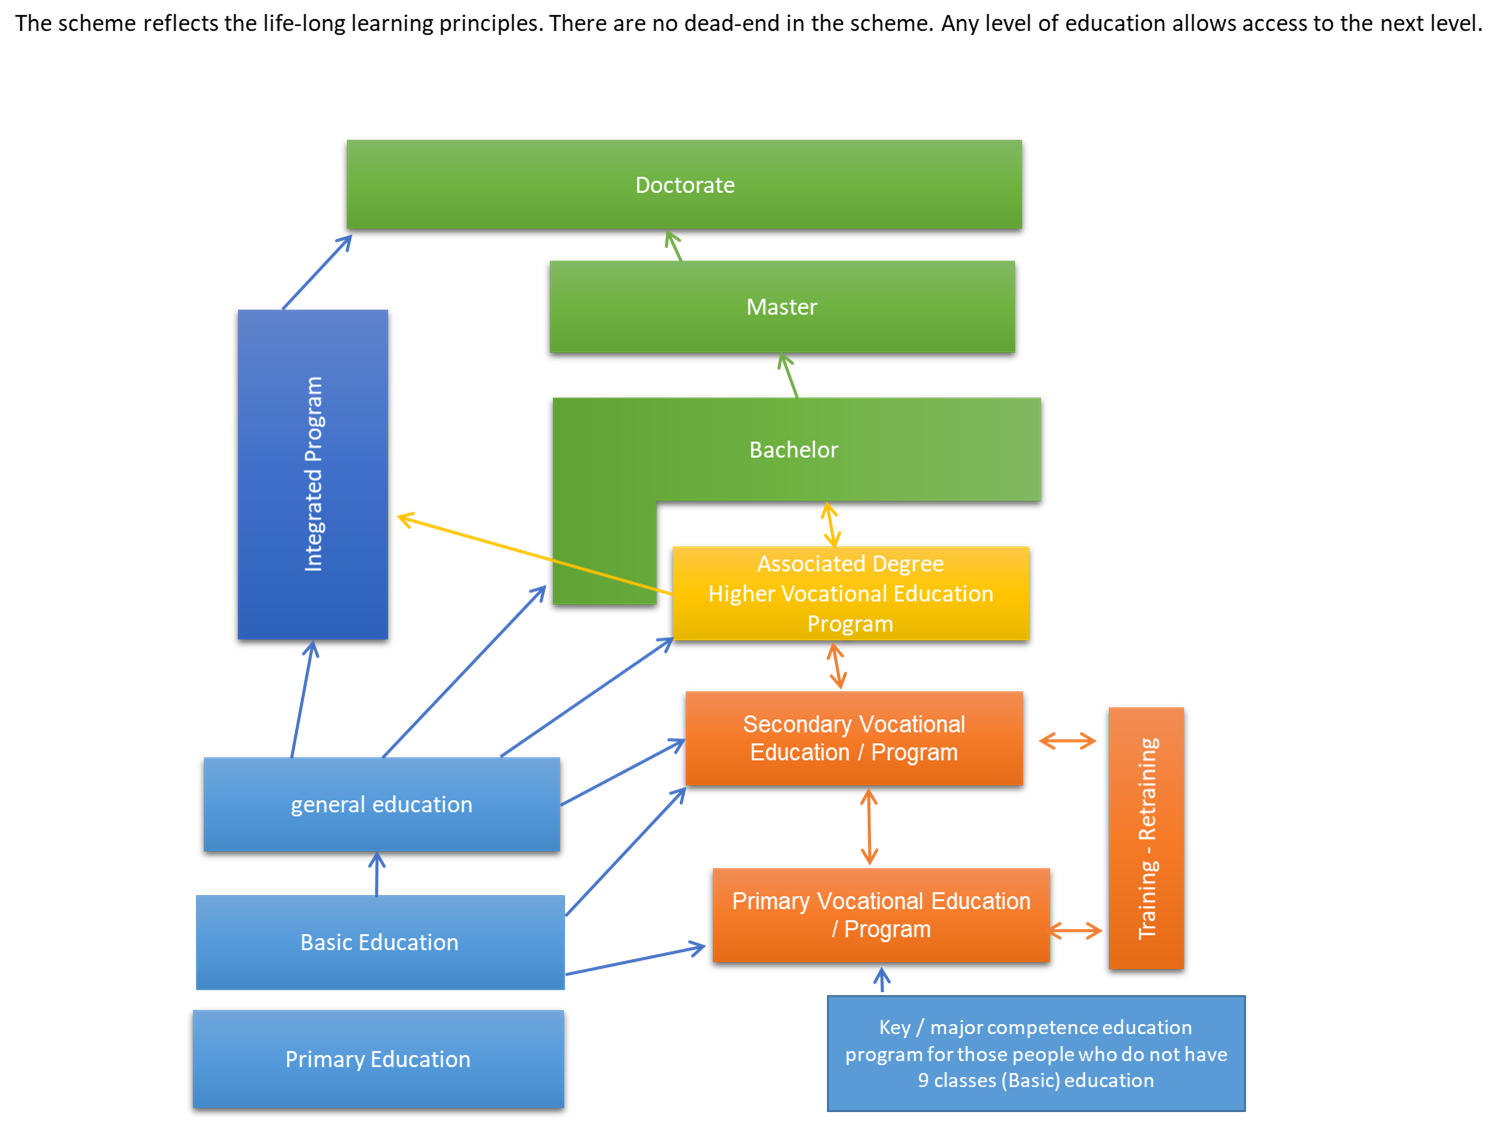 The scheme reflects the life-long learning principles. There are no dead-end in the scheme. Any level of education allows access to the next level.
Doctorate
Master
Integrated Program
Bachelor
Associated Degree
Higher Vocational Education
Program
Secondary Vocational
Education / Program
Training - Retraining
general education
Primary Vocational Education
/ Program
Basic Education
Key / major competence education
program for those people who do not have
9 classes (Basic) education
Primary Education